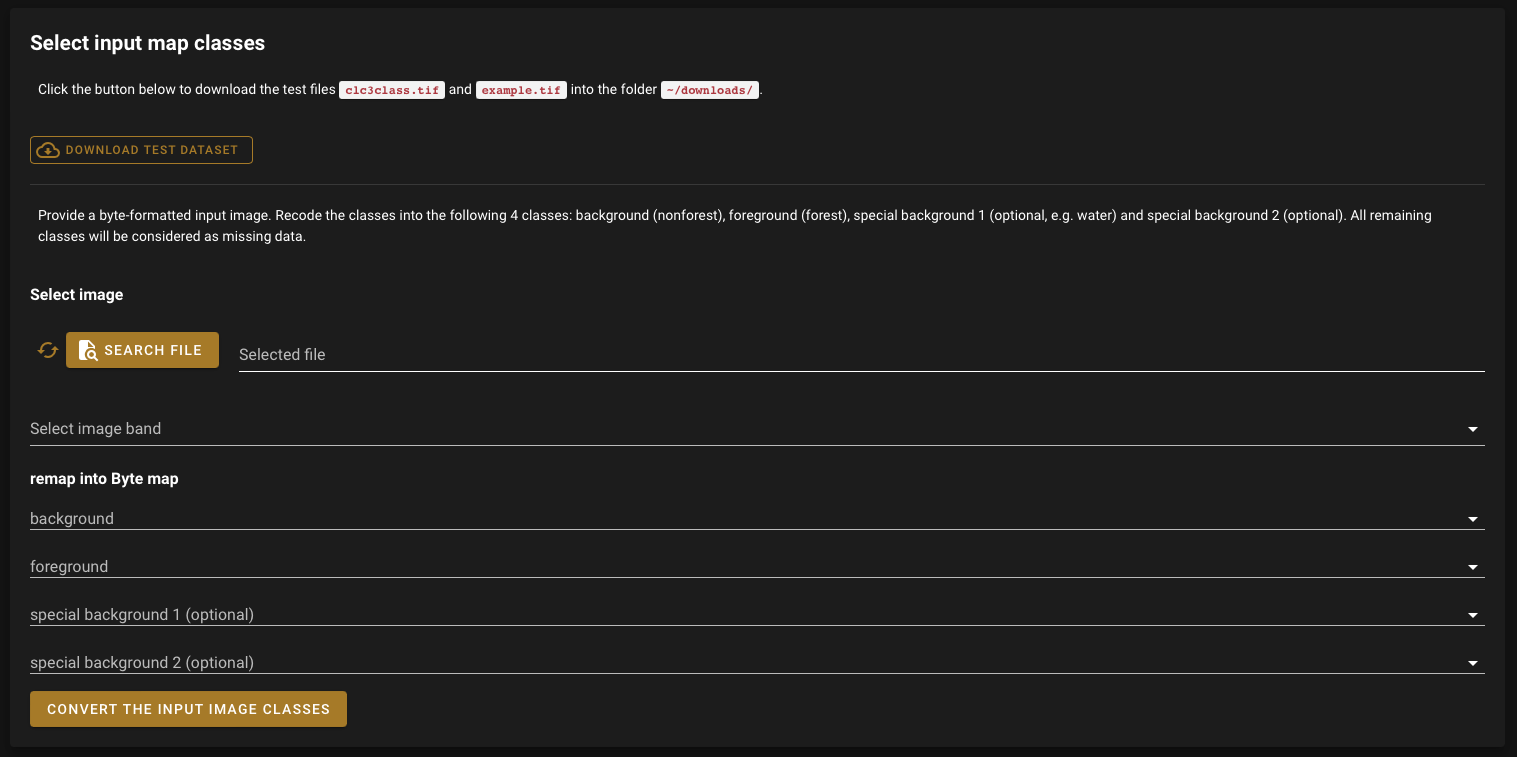 Select input map classes
Click the button below to download the test files clc3class.tif and example.tif into the folder ~/downloads/.
DOWNLOAD TEST DATASET
Provide a byte-formatted input image. Recode the classes into the following 4 classes: background (nonforest), foreground (forest), special background 1 (optional, e.g. water) and special background 2 (optional). All remaining
classes will be considered as missing data.
Select image
SEARCH FILE Selected file
Select image band
remap into Byte map
background
foreground
special background 1 (optional)
special background 2 (optional)
CONVERT THE INPUT IMAGE CLASSES